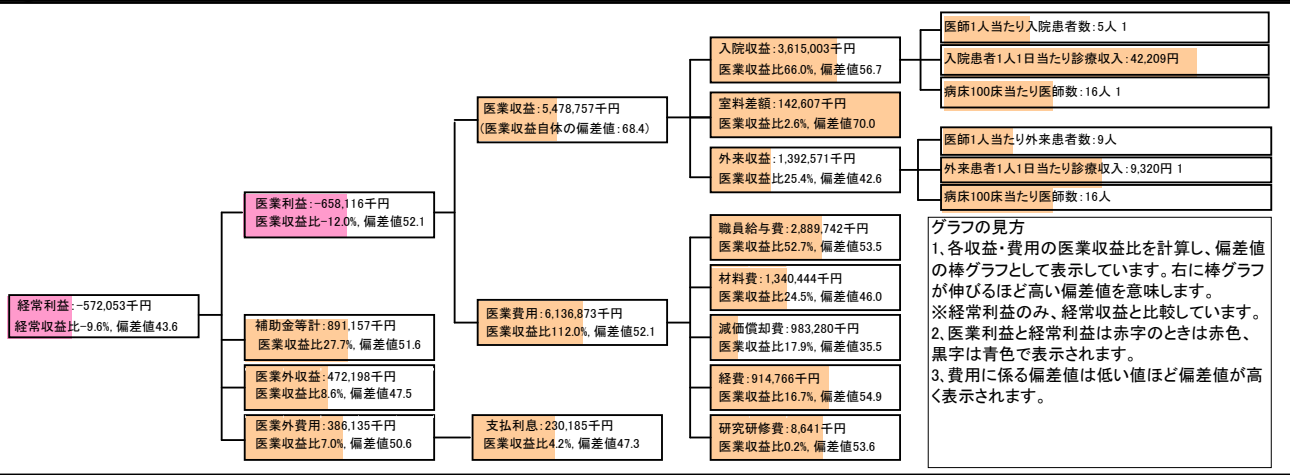 経常利益:-572,053千円
経常収益比-9.6%, 偏差値43.6
医業利益:-658,116千円
医業収益比-12.0%, 偏差値52.1
補助金等計:891,157千円
医業収益比27.7%, 偏差値51.6
医業外収益:472,198千円
医業収益比8.6%, 偏差値47.5
医業外費用:386,135千円
医業収益比7.0%, 偏差値50.6
支払利息:230,185千円
医業収益比4.2%, 偏差値47.3
医業収益:5,478,757千円
(医業収益自体の偏差値:68.4)
医業費用:6,136,873千円
医業収益比112.0%, 偏差値52.1
入院収益:3,615,003千円
医業収益比66.0%, 偏差値56.7
室料差額:142,607千円
医業収益比2.6%, 偏差値70.0
外来収益:1,392,571千円
医業収益比25.4%, 偏差値42.6
職員給与費:2,889,742千円
医業収益比52.7%, 偏差値53.5
材料費:1,340,444千円
医業収益比24.5%, 偏差値46.0
減価償却費:983,280千円
医業収益比17.9%, 偏差値35.5
経費:914,766千円
医業収益比16.7%, 偏差値54.9
研究研修費:8,641千円
医業収益比0.2%, 偏差値53.6
医師1人当たり入院患者数:5人 1
入院患者1人1日当たり診療収入:42,209円
病床100床当たり医師数:16人 1
医師1人当たり外来患者数:9人
外来患者1人1日当たり診療収入:9,320円 1
病床100床当たり医師数:16人
グラフの見方
1、各収益・費用の医業収益比を計算し、偏差値
の棒グラフとして表示しています。右に棒グラフ
が伸びるほど高い偏差値を意味します。
※経常利益のみ、経常収益と比較しています。
2、医業利益と経常利益は赤字のときは赤色、
黒字は青色で表示されます。
3、費用に係る偏差値は低い値ほど偏差値が高
く表示されます。